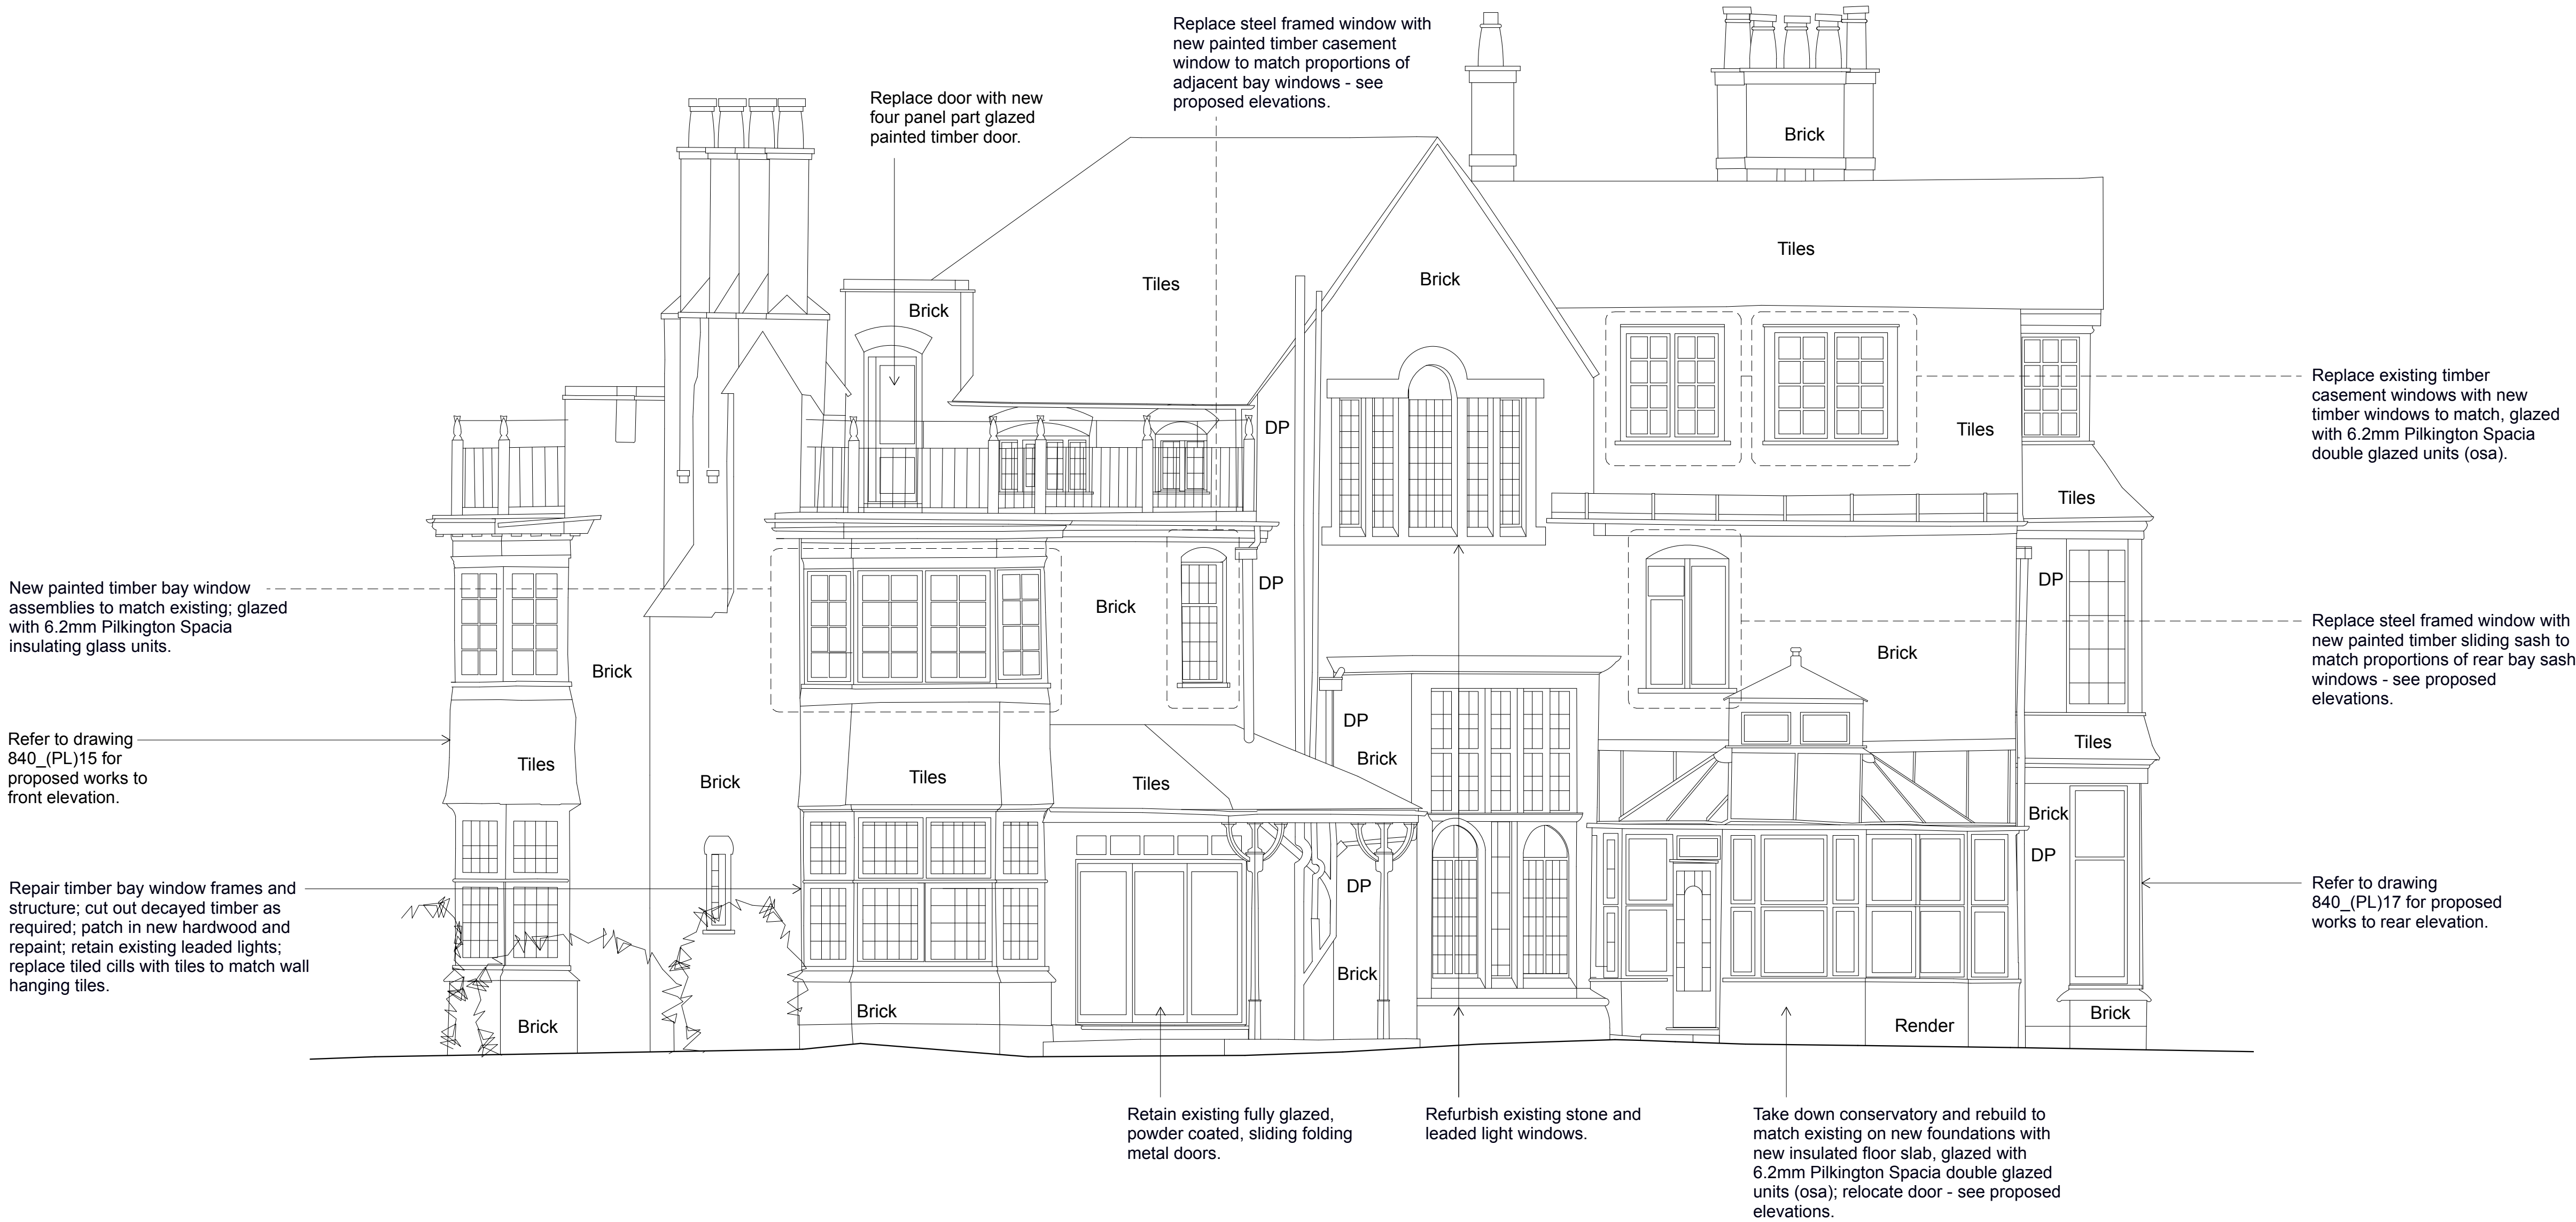 Replace steel framed window with
new painted timber casement
window to match proportions of
adjacent bay windows - see
proposed elevations.
Replace door with new
four panel part glazed
painted timber door.
Brick
Tiles
Tiles
Brick
Brick
Replace existing timber
casement windows with new
timber windows to match, glazed
with 6.2mm Pilkington Spacia
double glazed units (osa).
DP
Tiles
Tiles
New painted timber bay window
assemblies to match existing; glazed
with 6.2mm Pilkington Spacia
insulating glass units.
DP
DP
Brick
Replace steel framed window with
new painted timber sliding sash to
match proportions of rear bay sash
windows - see proposed
elevations.
Brick
Brick
DP
Refer to drawing
840_(PL)15 for
proposed works to
front elevation.
Tiles
Brick
Tiles
Tiles
Brick
Tiles
Brick
DP
DP
Repair timber bay window frames and
structure; cut out decayed timber as
required; patch in new hardwood and
repaint; retain existing leaded lights;
replace tiled cills with tiles to match wall
hanging tiles.
Refer to drawing
840_(PL)17 for proposed
works to rear elevation.
Brick
Brick
Brick
Brick
Render
Retain existing fully glazed,
powder coated, sliding folding
metal doors.
Refurbish existing stone and
leaded light windows.
Take down conservatory and rebuild to
match existing on new foundations with
new insulated floor slab, glazed with
6.2mm Pilkington Spacia double glazed
units (osa); relocate door - see proposed
elevations.